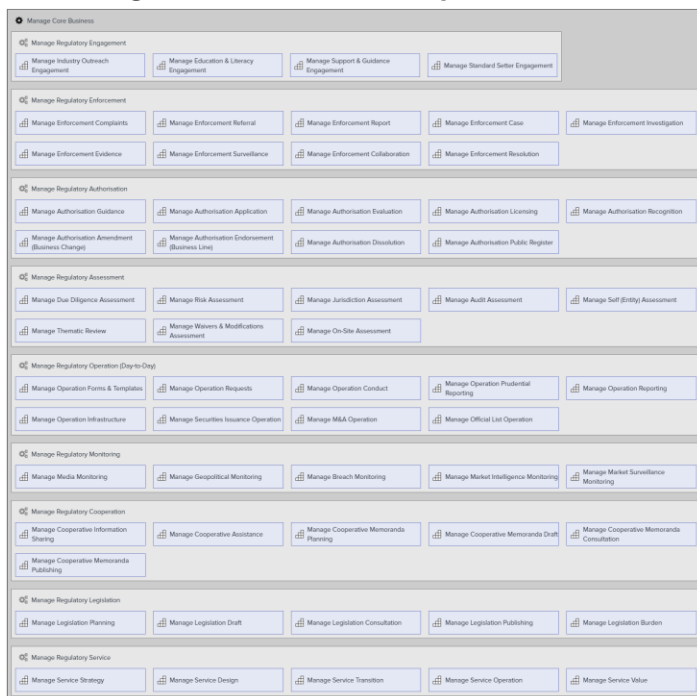 Manage Core Business
Manage Regulatory Engagement
Manage Industry Outreach
Engagement
Manage Education & Literacy
Engagement
Manage Support & Guidance
Engagement
Manage Standard Setter Engagement
Manage Regulatory Enforcement
Manage Enforcement Complaints
Manage Enforcement Referral
Manage Enforcement Report
Manage Enforcement Case
Manage Enforcement Investigation
Manage Enforcement Evidence
Manage Enforcement Surveillance
Manage Enforcement Collaboration
Manage Enforcement Resolution
Manage Regulatory Authorisation
Manage Authorisation Guidance
Manage Authorisation Application
Manage Authorisation Evaluation
Manage Authorisation Licensing
Manage Authorisation Recognition
Manage Authorisation Amendment
(Business Change)
Manage Authorisation Endorsement
(Business Line)
Manage Authorisation Dissolution
Manage Authorisation Public Register
Manage Regulatory Assessment
Manage Due Diligence Assessment
Manage Risk Assessment
Manage Jurisdiction Assessment
Manage Audit Assessment
Manage Self (Entity) Assessment
Manage Thematic Review
Manage Waivers & Modifications
Assessment
Manage On-Site Assessment
Manage Regulatory Operation (Day-to-Day)
Manage Operation Forms & Templates
Manage Operation Requests
Manage Operation Conduct
Manage Operation Prudential
Reporting
Manage Operation Reporting
Manage Operation Infrastructure
Manage Securities Issuance Operation
Manage M&A Operation
Manage Official List Operation
Manage Regulatory Monitoring
Manage Media Monitoring
Manage Geopolitical Monitoring
Manage Breach Monitoring
Manage Market Intelligence Monitoring
Manage Market Surveillance
Monitoring
Manage Regulatory Cooperation
Manage Cooperative Information
Sharing
Manage Cooperative Assistance
Manage Cooperative Memoranda
Planning
Manage Cooperative Memoranda Draft
Manage Cooperative Memoranda
Consultation
Manage Cooperative Memoranda
Publishing
Manage Regulatory Legislation
Manage Legislation Planning
Manage Legislation Draft
Manage Legislation Consultation
Manage Legislation Publishing
Manage Legislation Burden
Manage Regulatory Service
Manage Service Strategy
Manage Service Design
Manage Service Transition
Manage Service Operation
Manage Service Value